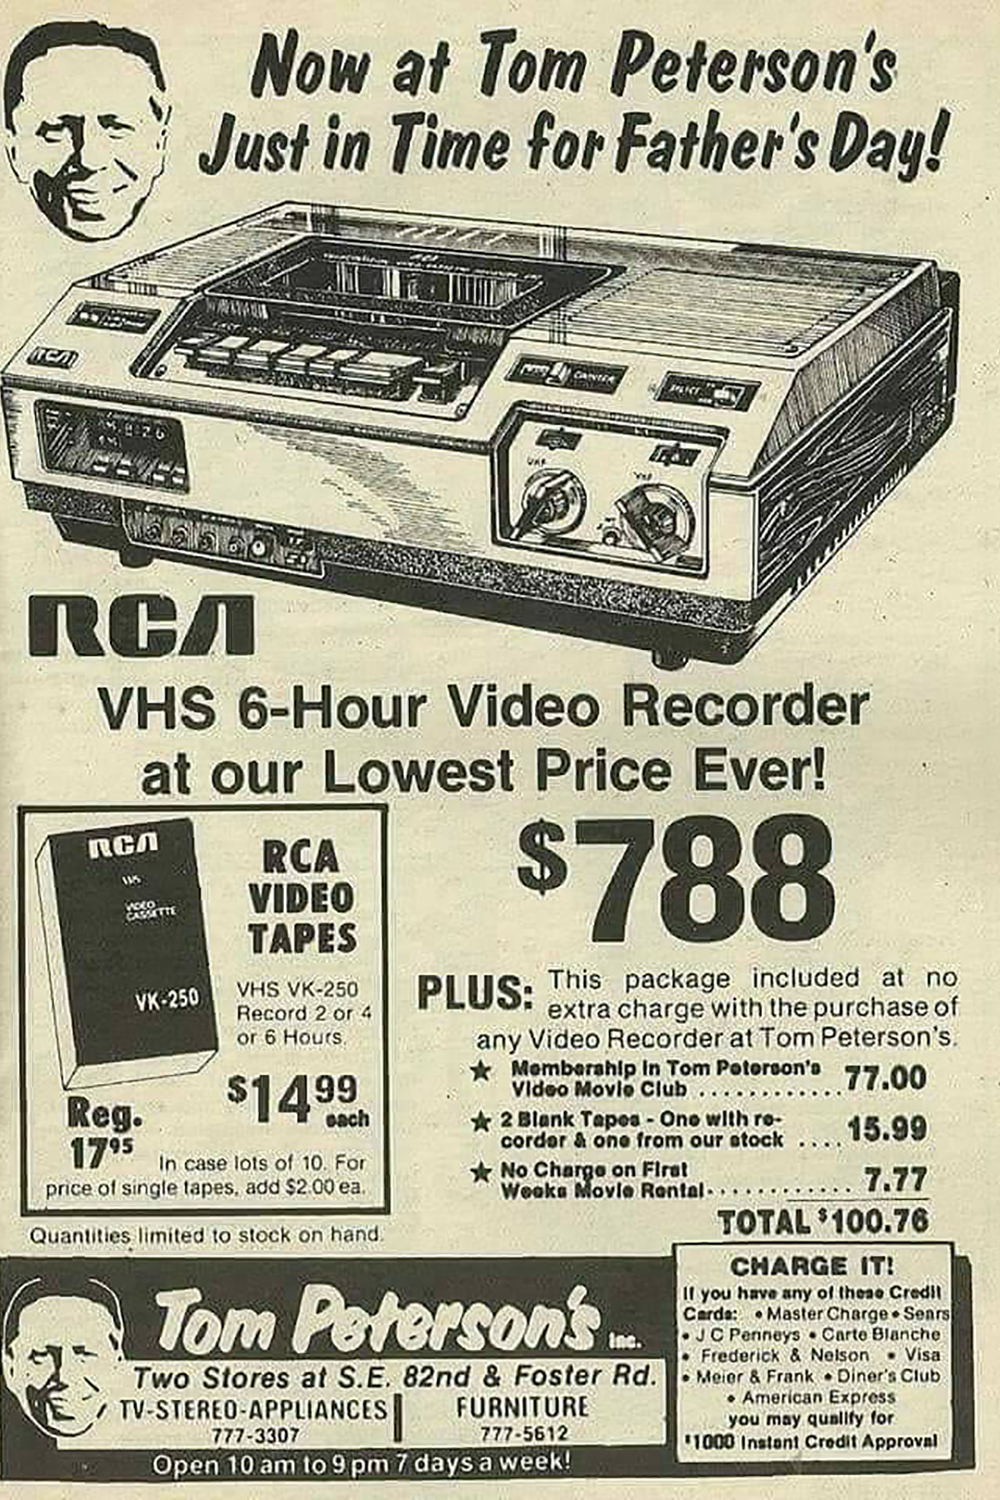 Now at Tom Peterson's
Just in Time for Father's Day!
RCA
VHF
RCA
VHS 6-Hour Video Recorder
at our Lowest Price Ever!
$788
RCA
VHS
VIDEO
CASSETTE
VK-250
RCA
VIDEO
TAPES
VHS VK-250
Record 2 or 4
or 6 Hours.
$14 99
each
Reg.
17 95
In case lots of 10. For
price of single tapes, add $2.00 ea.
Quantities limited to stock on hand.
PLUS: This package included at no
extra charge with the purchase of
any Video Recorder at Tom Peterson's.
★ Membership in Tom Peterson's
Video Movie Club ............ 77.00
★ 2 Blank Tapes - One with re-
corder & one from our stock .... 15.99
★ No Charge on First
Weeks Movie Rental ............ 7.77
TOTAL $100.76
Tom Peterson's Inc.
Two Stores at S.E. 82nd & Foster Rd.
TV-STEREO-APPLIANCES
777-3307
FURNITURE
777-5612
Open 10 am to 9 pm 7 days a week!
CHARGE IT!
If you have any of these Credit
Cards: • Master Charge • Sears
• J C Penneys • Carte Blanche
• Frederick & Nelson • Visa
• Meier & Frank • Diner's Club
• American Express
you may qualify for
$1000 Instant Credit Approval